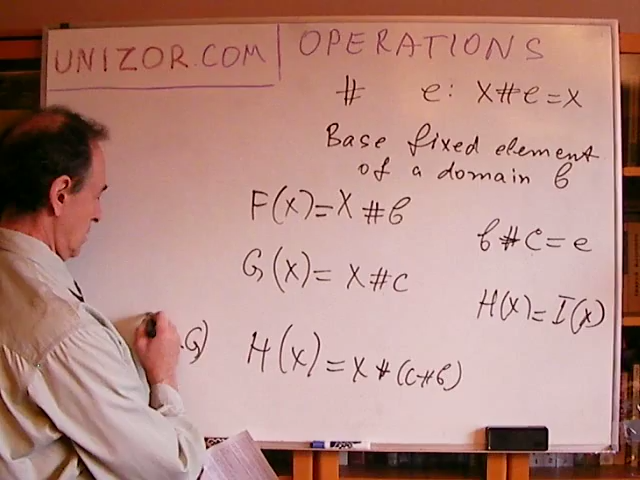 UNIZOR.COM
OPERATIONS
# e: X#e=X
Base fixed element
of a domain b
F(x)=X#b
b#c=e
G(x)=X#c
H(x)=I(x)
G)
H(x)=X#(c#b)